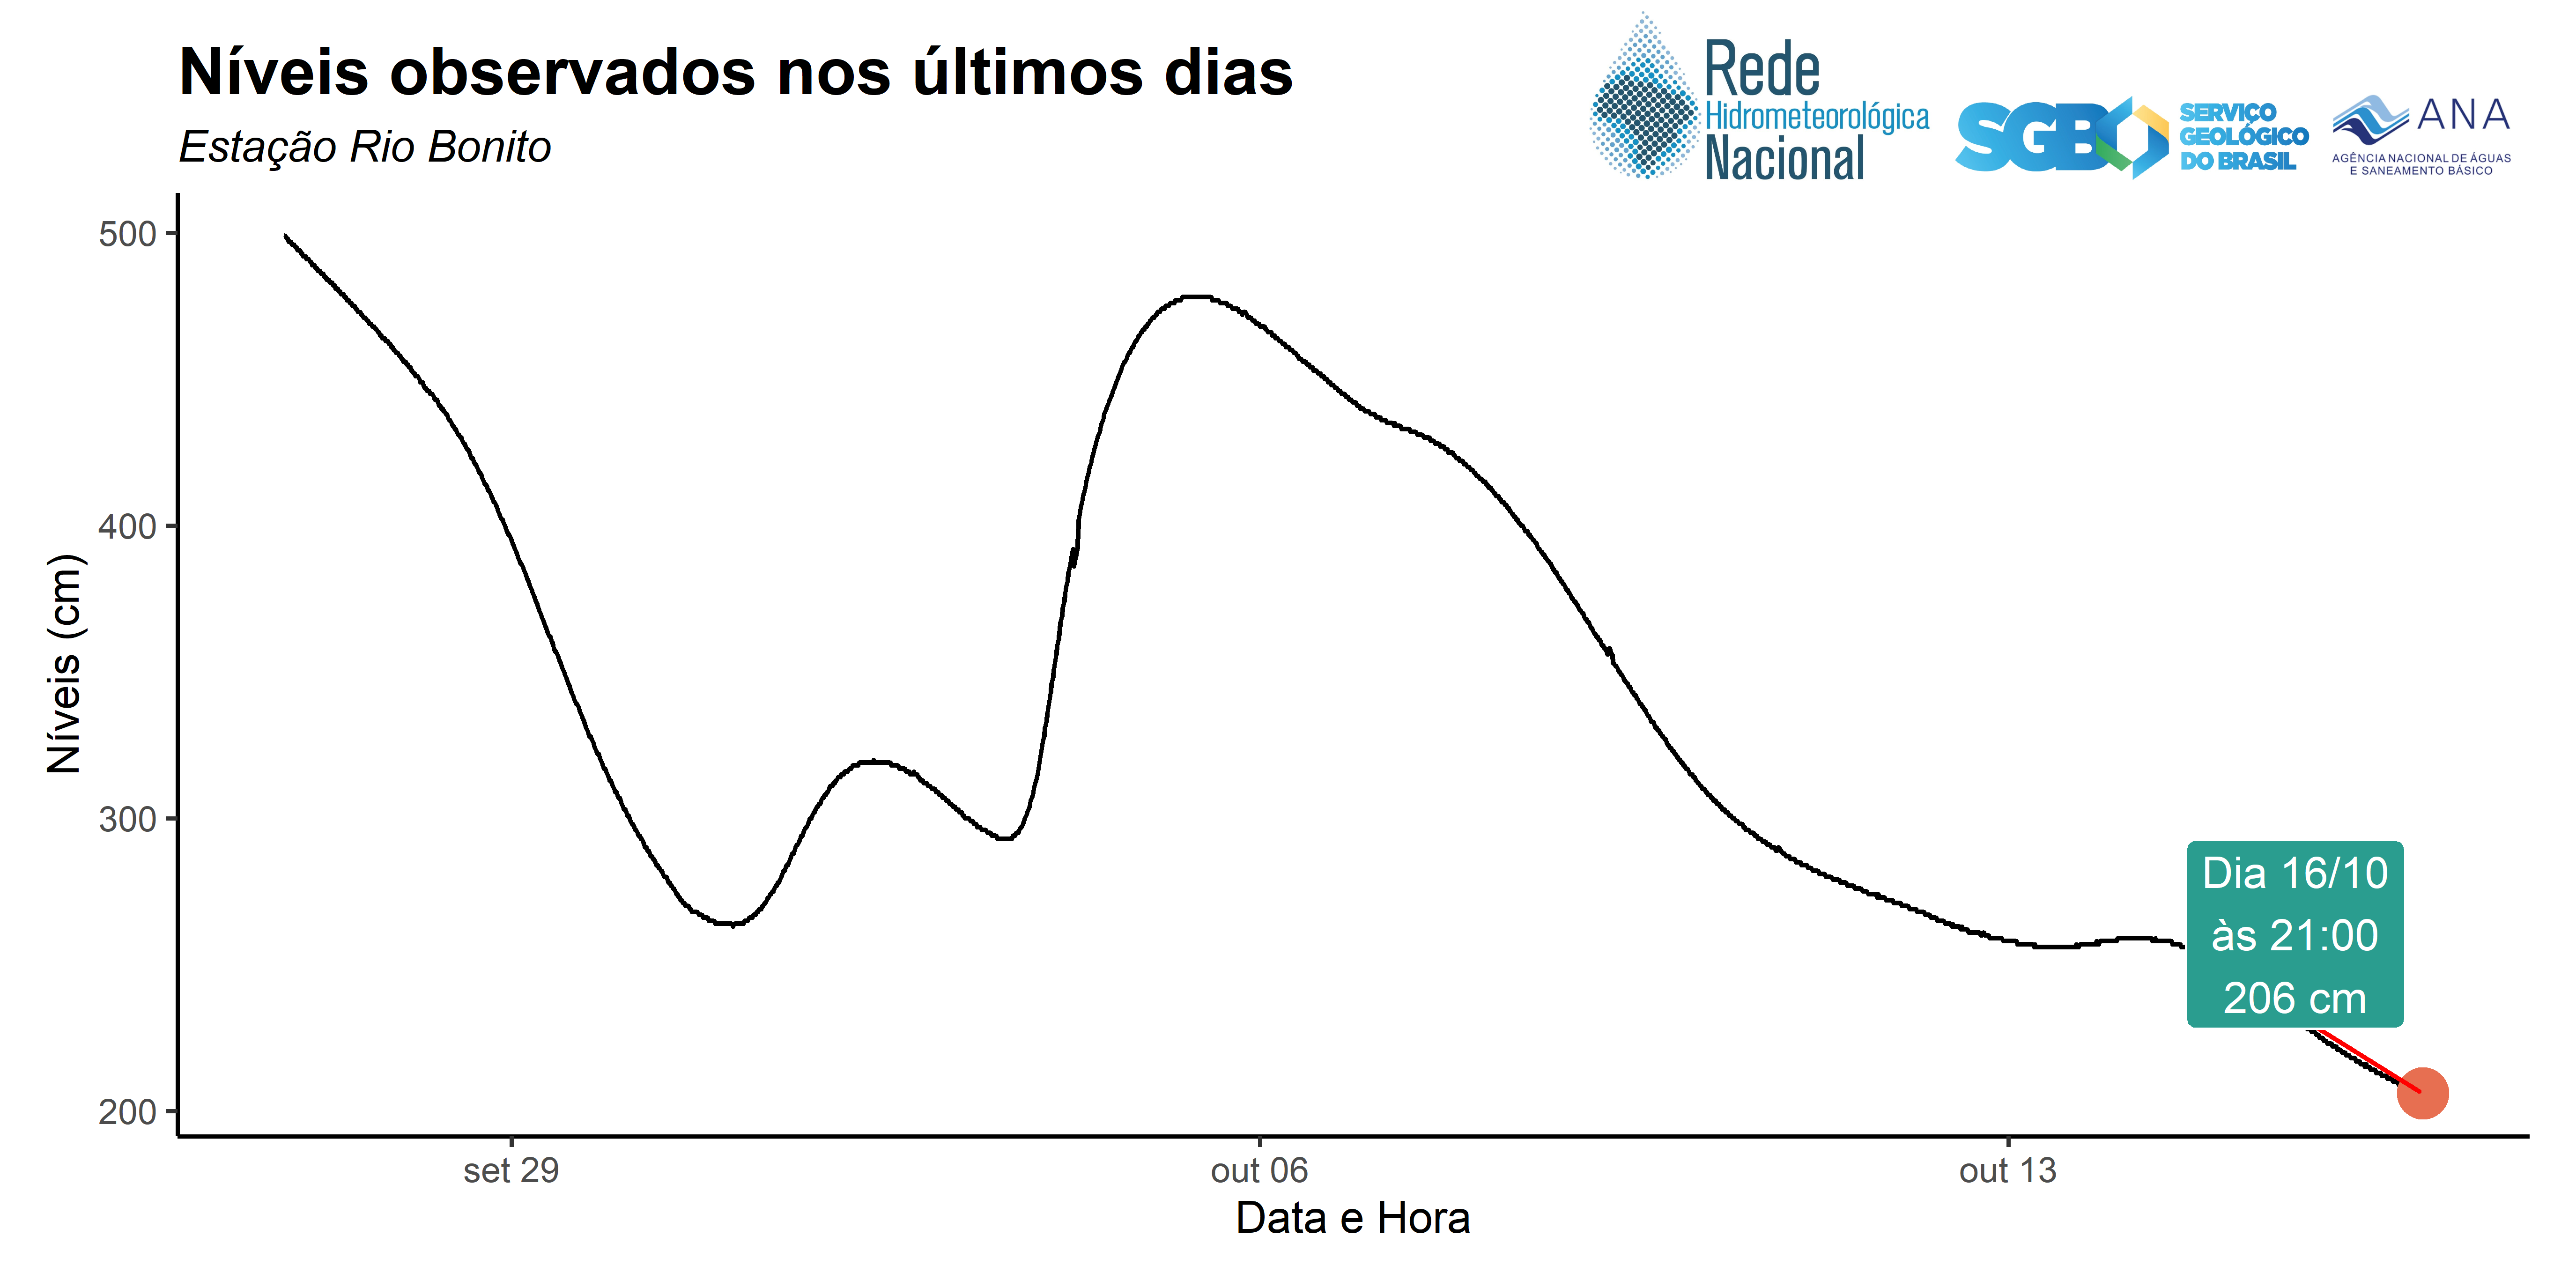 Níveis observados nos últimos dias
Estação Rio Bonito
Rede
Hidrometeorológica
Nacional
SGB
SERVIÇO
GEOLÓGICO
DO BRASIL
ANA
AGÊNCIA NACIONAL DE ÁGUAS
E SANEAMENTO BÁSICO
Níveis (cm)
500
400
300
200
Dia 16/10
às 21:00
206 cm
set 29
out 06
out 13
Data e Hora